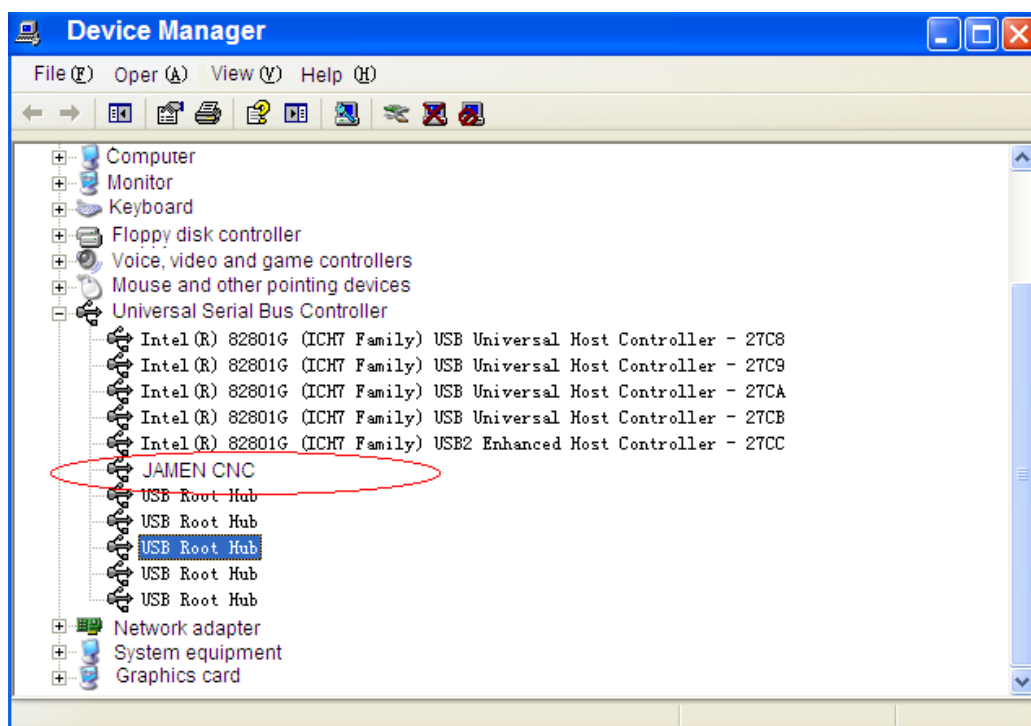 Device Manager
File(F) Oper(A) View(V) Help (H)
Computer
Monitor
Keyboard
Floppy disk controller
Voice, video and game controllers
Mouse and other pointing devices
Universal Serial Bus Controller
Intel(R) 82801G (ICH7 Family) USB Universal Host Controller - 27C8
Intel(R) 82801G (ICH7 Family) USB Universal Host Controller - 27C9
Intel(R) 82801G (ICH7 Family) USB Universal Host Controller - 27CA
Intel(R) 82801G (ICH7 Family) USB Universal Host Controller - 27CB
Intel(R) 82801G (ICH7 Family) USB2 Enhanced Host Controller - 27CC
JAMEN CNC
USB Root Hub
USB Root Hub
USB Root Hub
USB Root Hub
USB Root Hub
Network adapter
System equipment
Graphics card